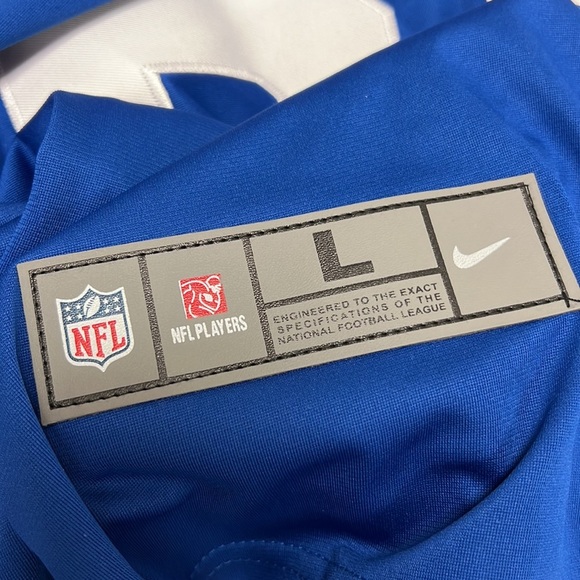 NFL
NFL PLAYERS
L
ENGINEERED TO THE EXACT
SPECIFICATIONS OF THE
NATIONAL FOOTBALL LEAGUE